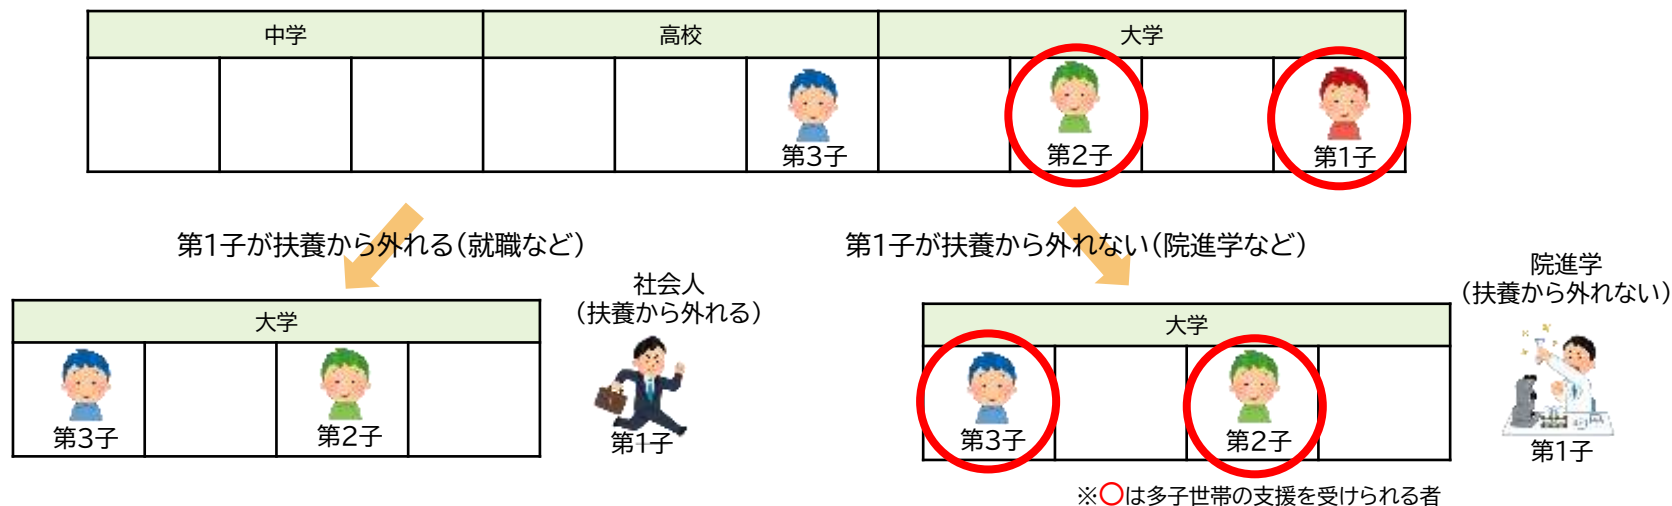 中学
高校
大学
第3子
第2子
第1子
第1子が扶養から外れる(就職など)
第1子が扶養から外れない(院進学など)
社会人
(扶養から外れる)
大学
第3子
第2子
第1子
院進学
(扶養から外れない)
大学
第3子
第2子
第1子
※○は多子世帯の支援を受けられる者